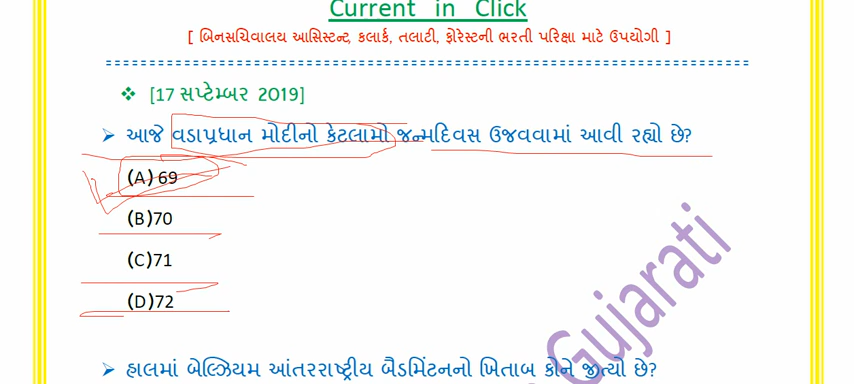 Current in Click
[ બિનસચિવાલય આસિસ્ટન્ટ, કલાર્ક, તલાટી, ફોરેસ્ટની ભરતી પરિક્ષા માટે ઉપયોગી ]
[17 સપ્ટેમ્બર 2019]
આજે વડાપ્રધાન મોદીનો કેટલામો જન્મદિવસ ઉજવવામાં આવી રહ્યો છે?
(A) 69
(B)70
(C)71
(D)72
Gujarati
હાલમાં બેલ્ઝિયમ આંતરરાષ્ટ્રીય બૈડમિંટનનો ખિતાબ કોને જીત્યો છે?